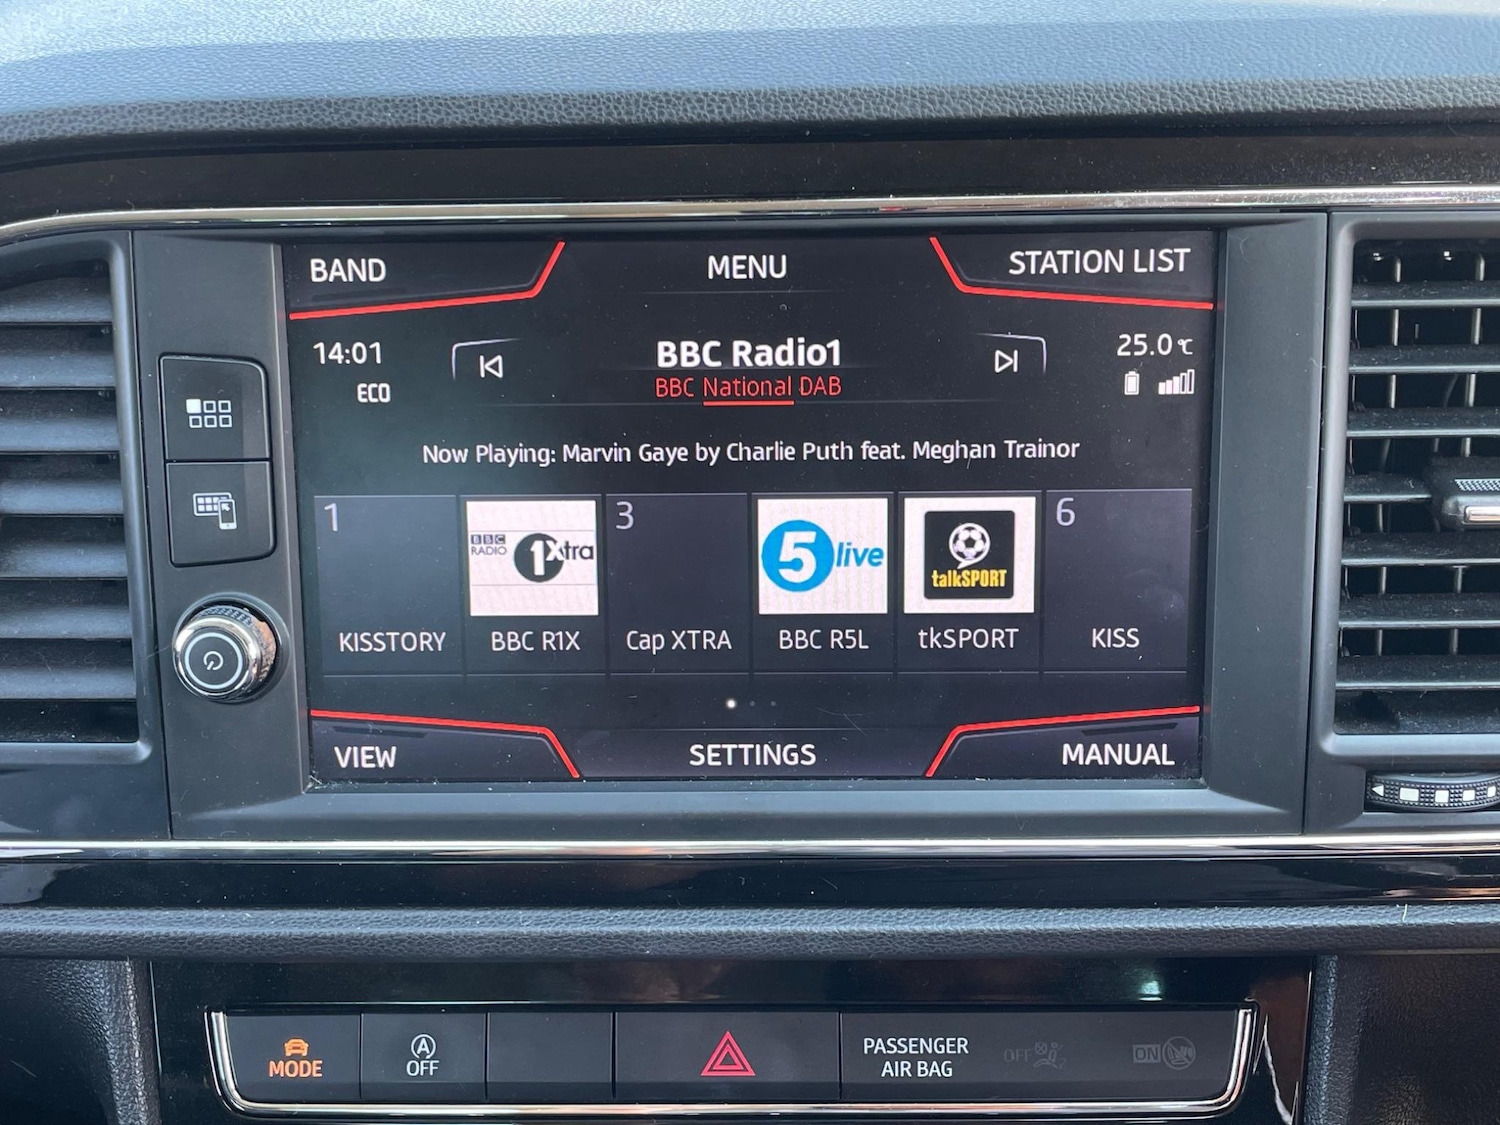 BAND
MENU
STATION LIST
14:01
ECO
BBC Radio1
BBC National DAB
25.0 °C
Now Playing: Marvin Gaye by Charlie Puth feat. Meghan Trainor
1
KISSTORY
BBC
RADIO
1Xtra
BBC R1X
3
Cap XTRA
5 live
BBC R5L
talkSPORT
tkSPORT
6
KISS
VIEW
SETTINGS
MANUAL
MODE
A
OFF
PASSENGER
AIR BAG
OFF
ON